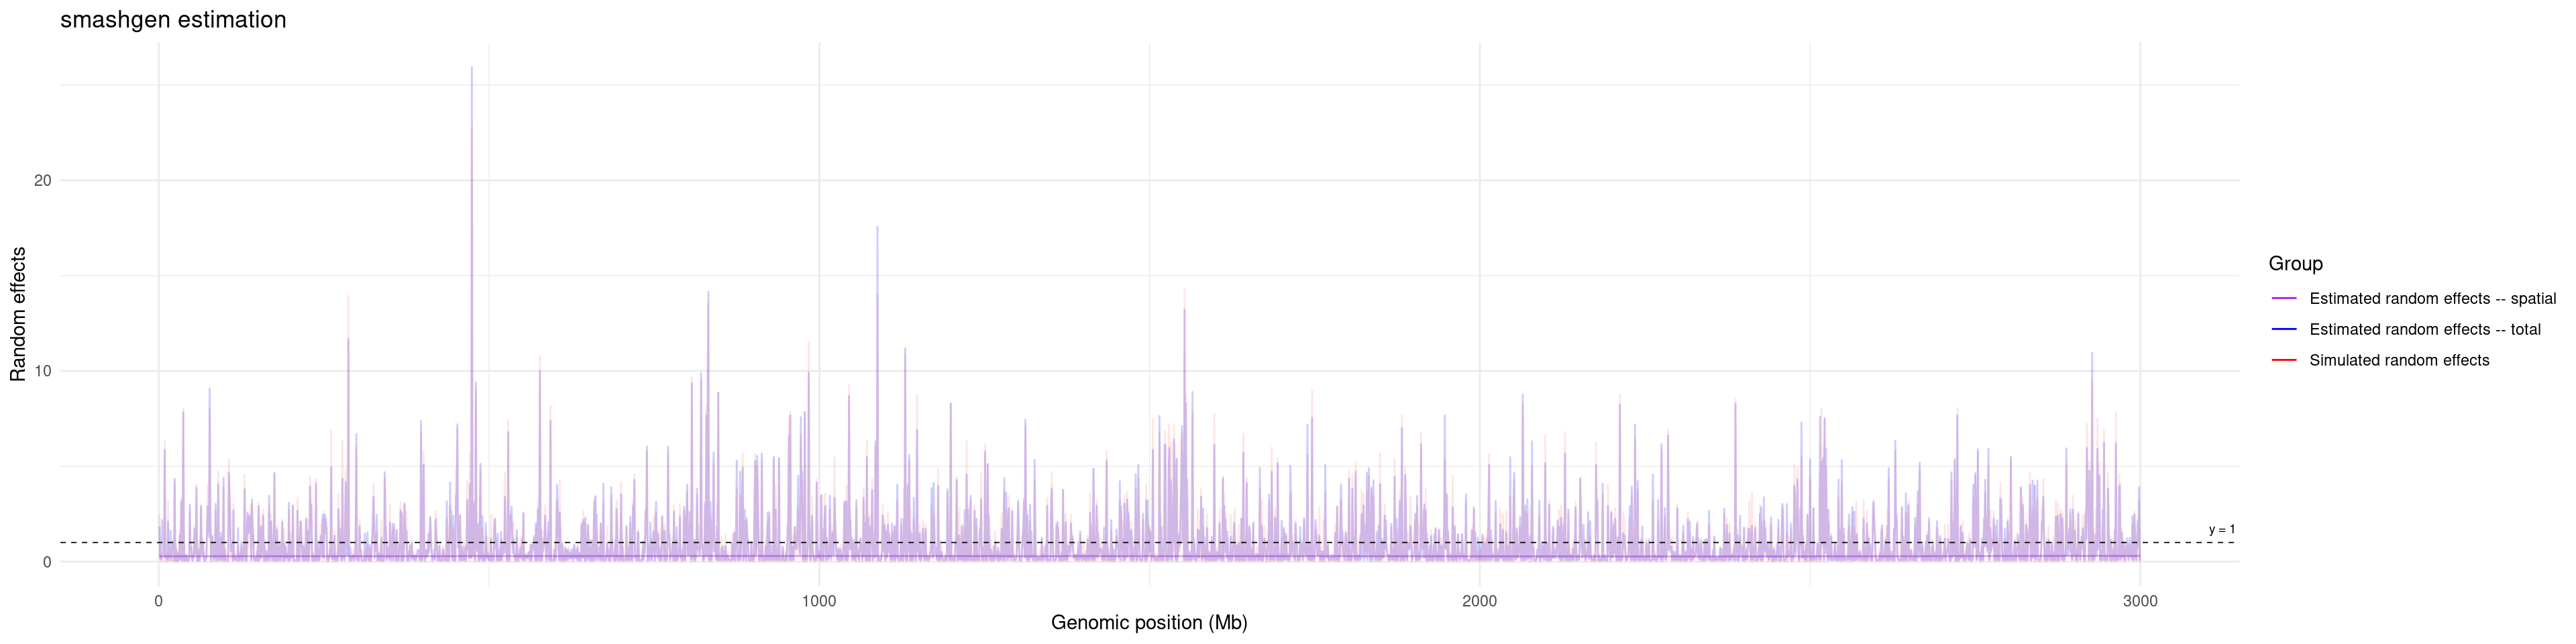 smashgen estimation
Random effects
20
10
0
y = 1
0
1000
2000
3000
Genomic position (Mb)
Group
Estimated random effects -- spatial
Estimated random effects -- total
Simulated random effects